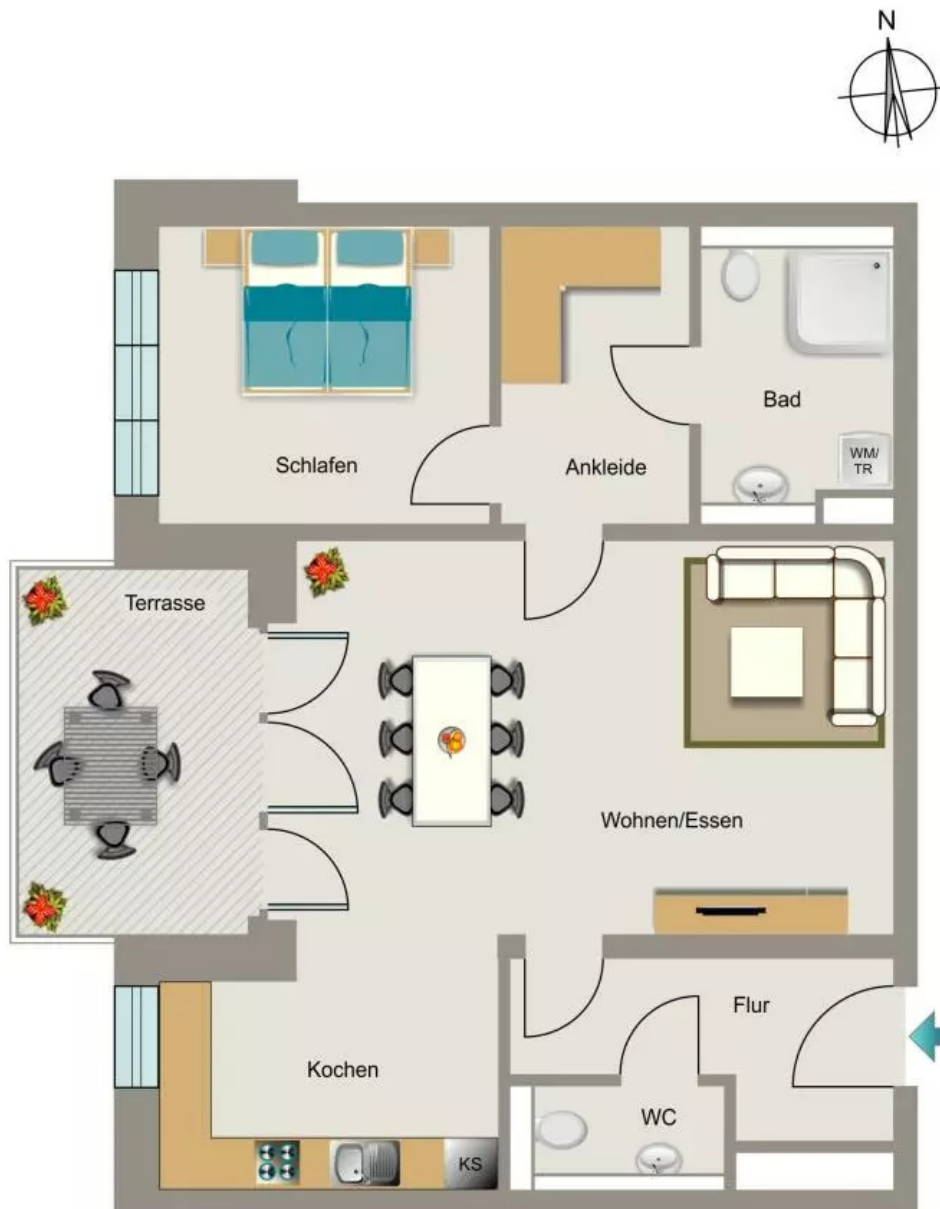 N
Schlafen
Ankleide
Bad
WM/
TR
Terrasse
Wohnen/Essen
Flur
Kochen
WC
KS